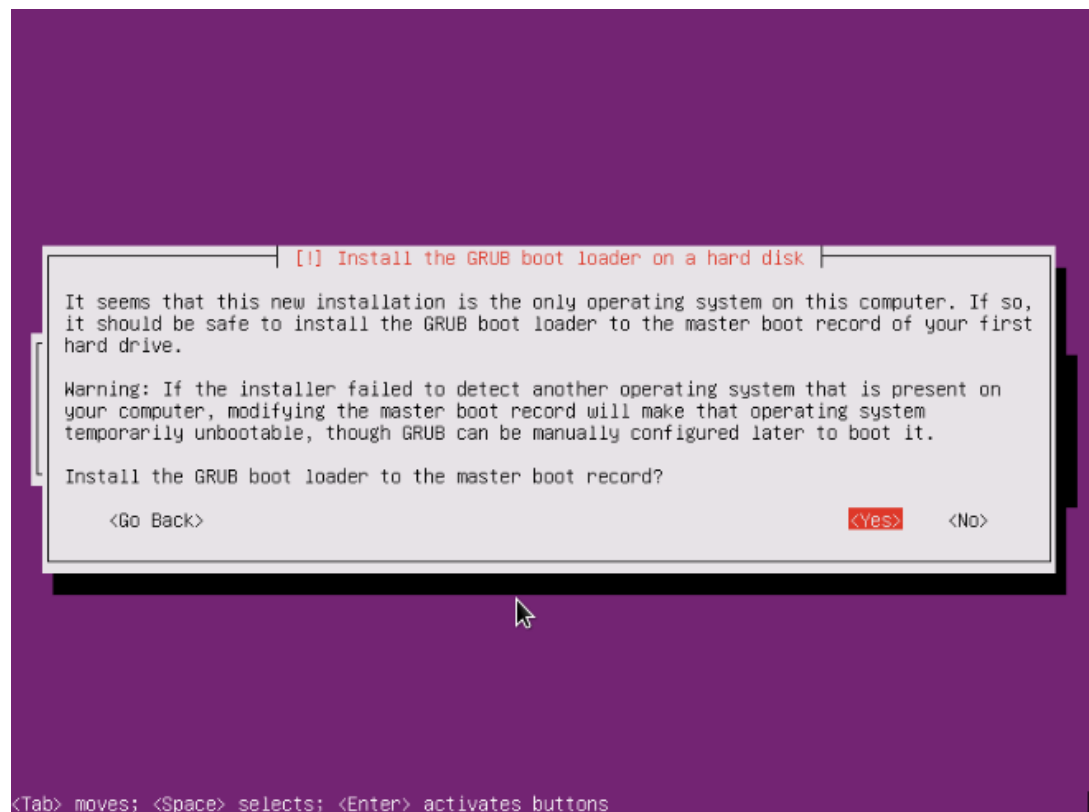 [!] Install the GRUB boot loader on a hard disk
It seems that this new installation is the only operating system on this computer. If so,
it should be safe to install the GRUB boot loader to the master boot record of your first
hard drive.
Warning: If the installer failed to detect another operating system that is present on
your computer, modifying the master boot record will make that operating system
temporarily unbootable, though GRUB can be manually configured later to boot it.
Install the GRUB boot loader to the master boot record?
<Go Back> <Yes> <No>
<Tab> moves; <Space> selects; <Enter> activates buttons